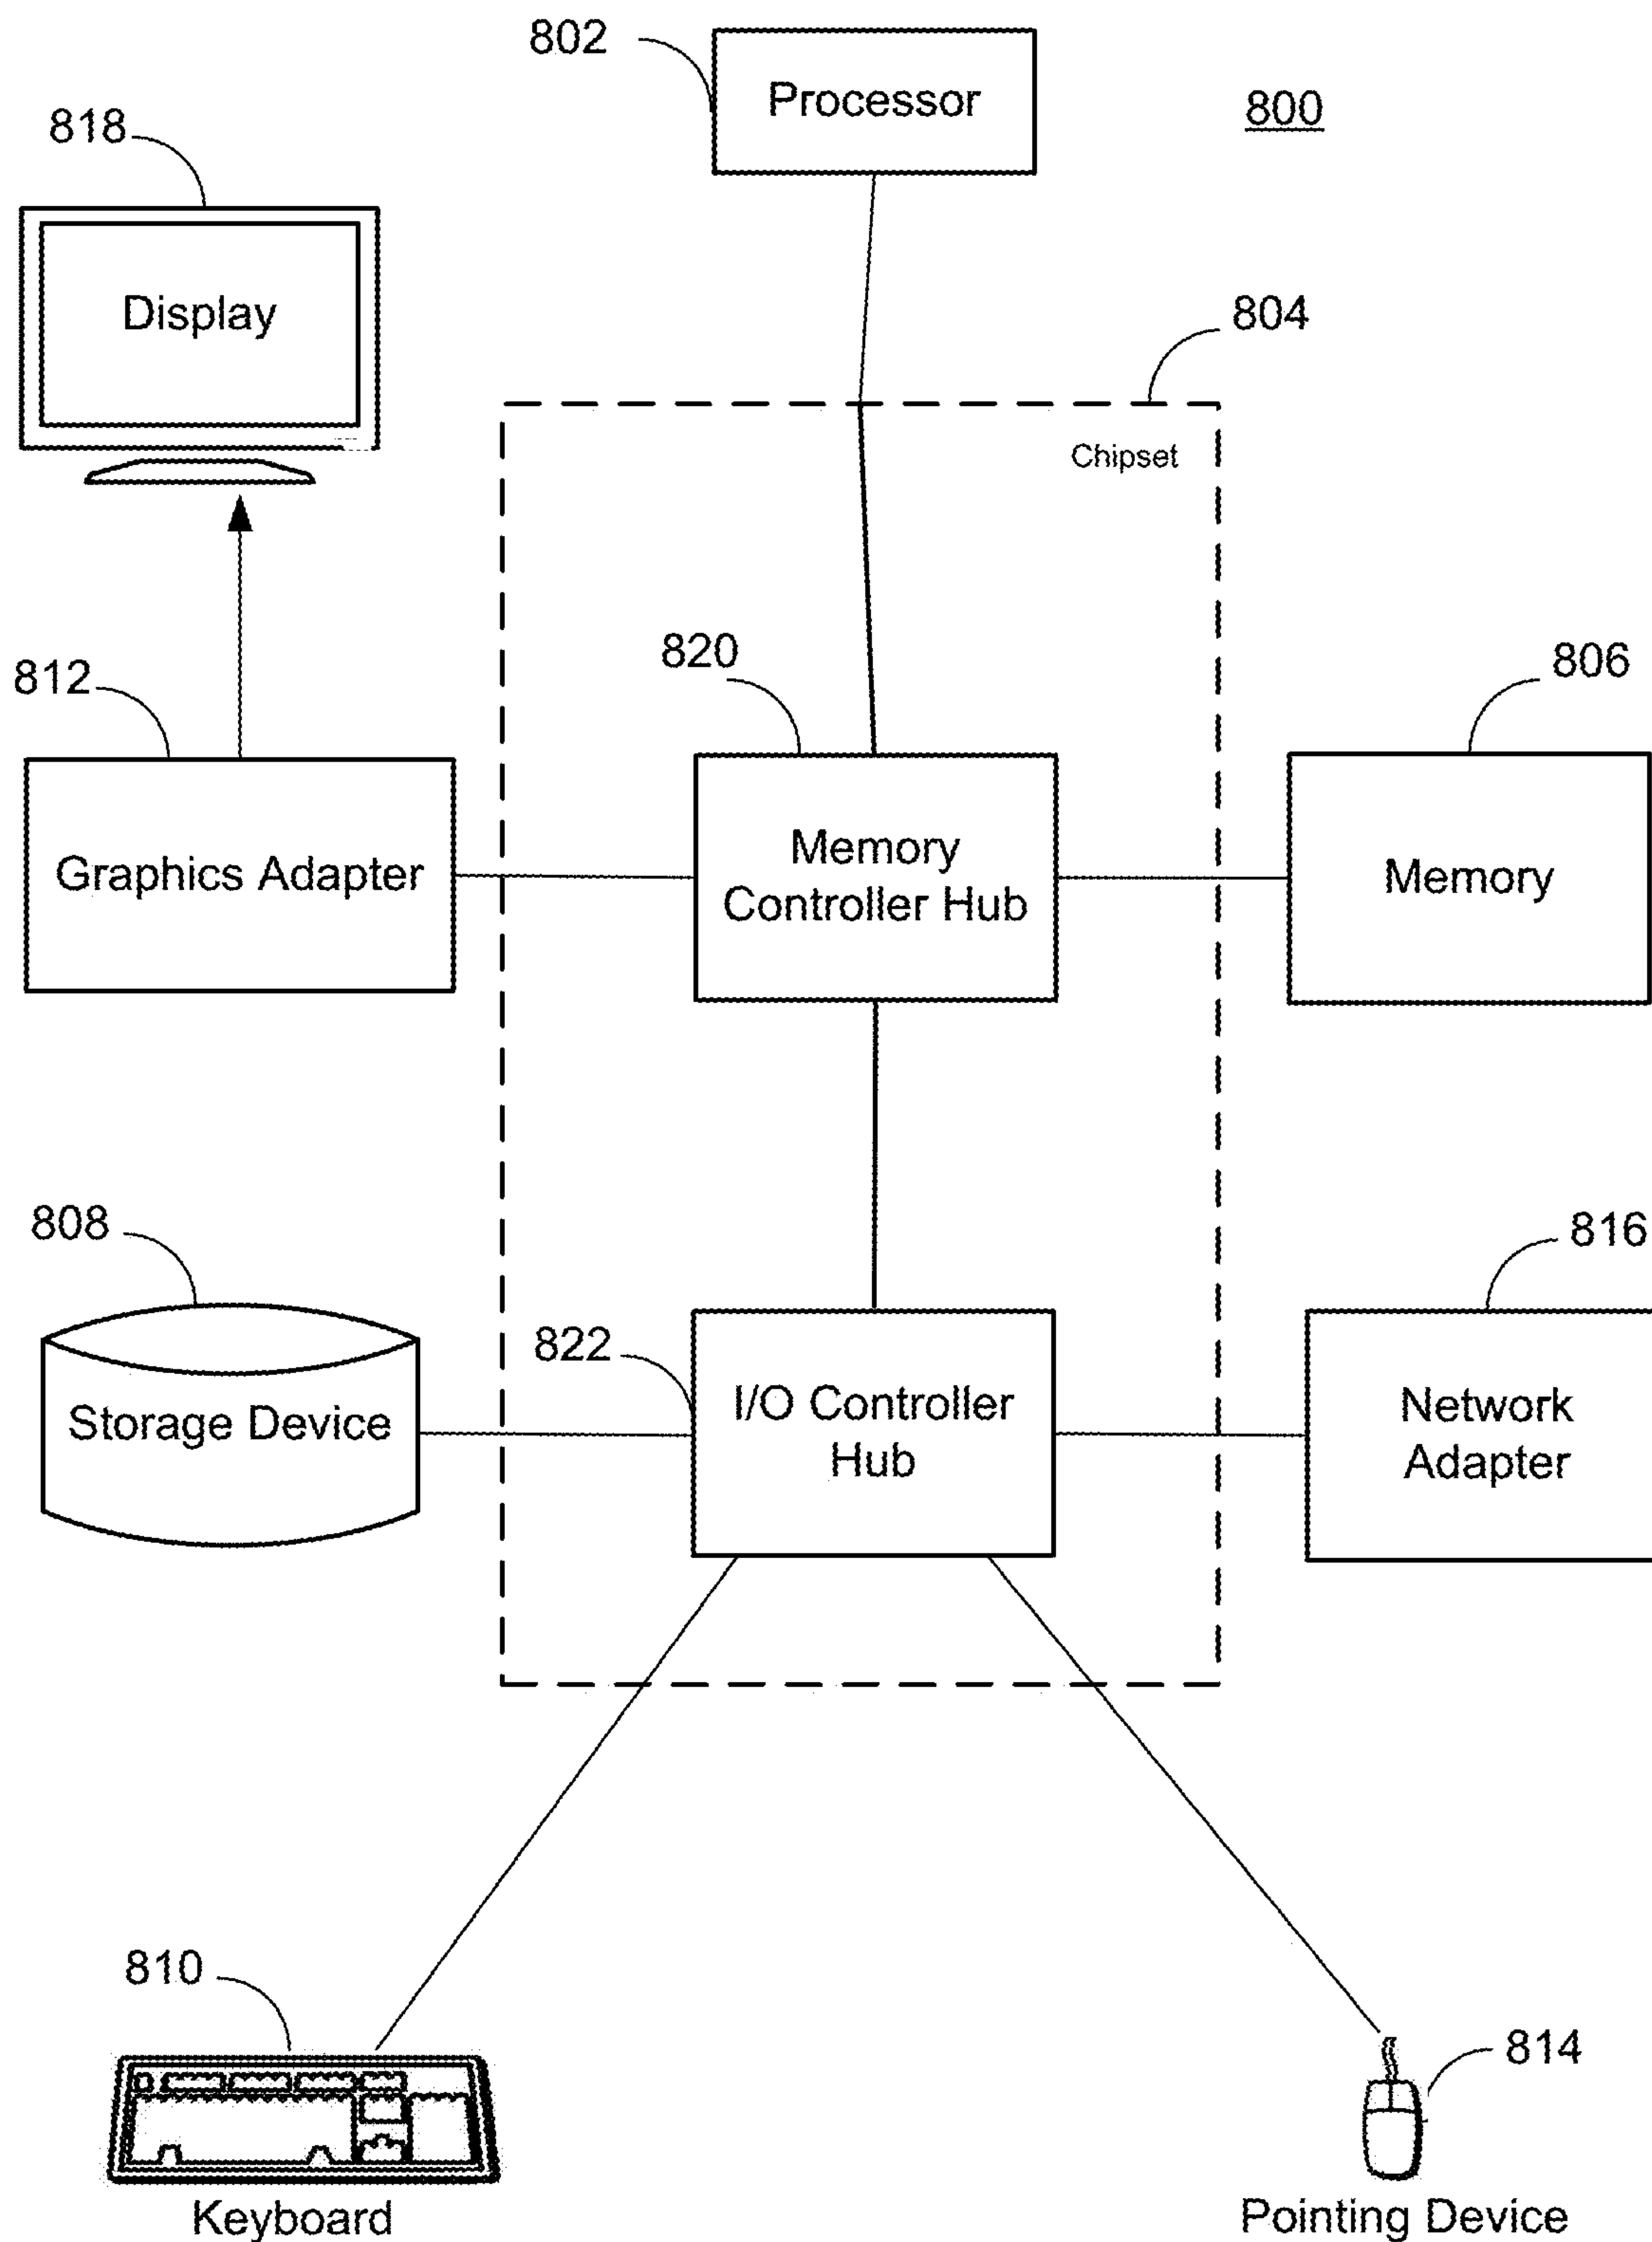 802
Processor
800
818
Display
804
Chipset
820
812
806
Graphics Adapter
Memory
Controller Hub
Memory
808
816
822
Storage Device
I/O Controller
Hub
Network
Adapter
810
814
Keyboard
Pointing Device